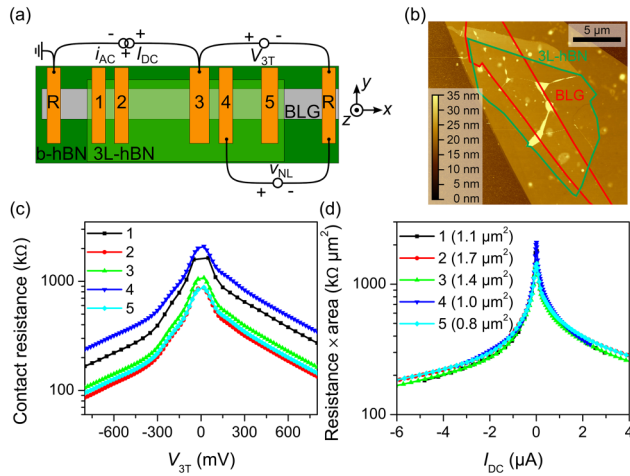 (a)
- +
i_AC + I_DC
+ -
V_3T
R
1
2
3
4
5
R
BLG
b-hBN
3L-hBN
y
z
x
v_NL
+ -
(b)
5 µm
3L-hBN
BLG
35 nm
30 nm
25 nm
20 nm
15 nm
10 nm
5 nm
0 nm
(c)
Contact resistance (kΩ)
1000
100
1
2
3
4
5
-600 -300 0 300 600
V_3T (mV)
(d)
Resistance × area (kΩ µm²)
1000
100
1 (1.1 µm²)
2 (1.7 µm²)
3 (1.4 µm²)
4 (1.0 µm²)
5 (0.8 µm²)
-6 -4 -2 0 2 4
I_DC (µA)